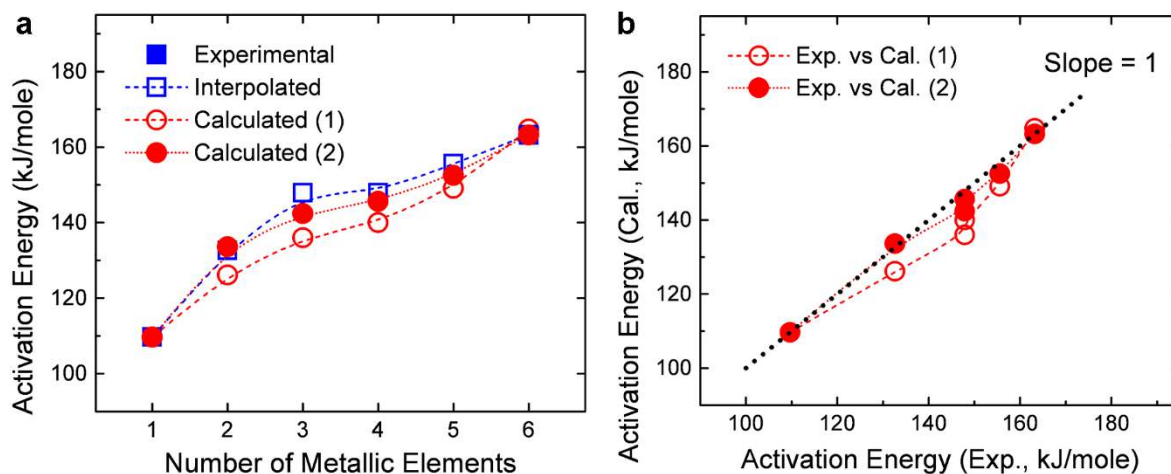 a
Activation Energy (kJ/mole)
180
160
140
120
100
Experimental
Interpolated
Calculated (1)
Calculated (2)
1 2 3 4 5 6
Number of Metallic Elements
b
Activation Energy (Cal., kJ/mole)
180
160
140
120
100
Exp. vs Cal. (1)
Exp. vs Cal. (2)
Slope = 1
100 120 140 160 180
Activation Energy (Exp., kJ/mole)